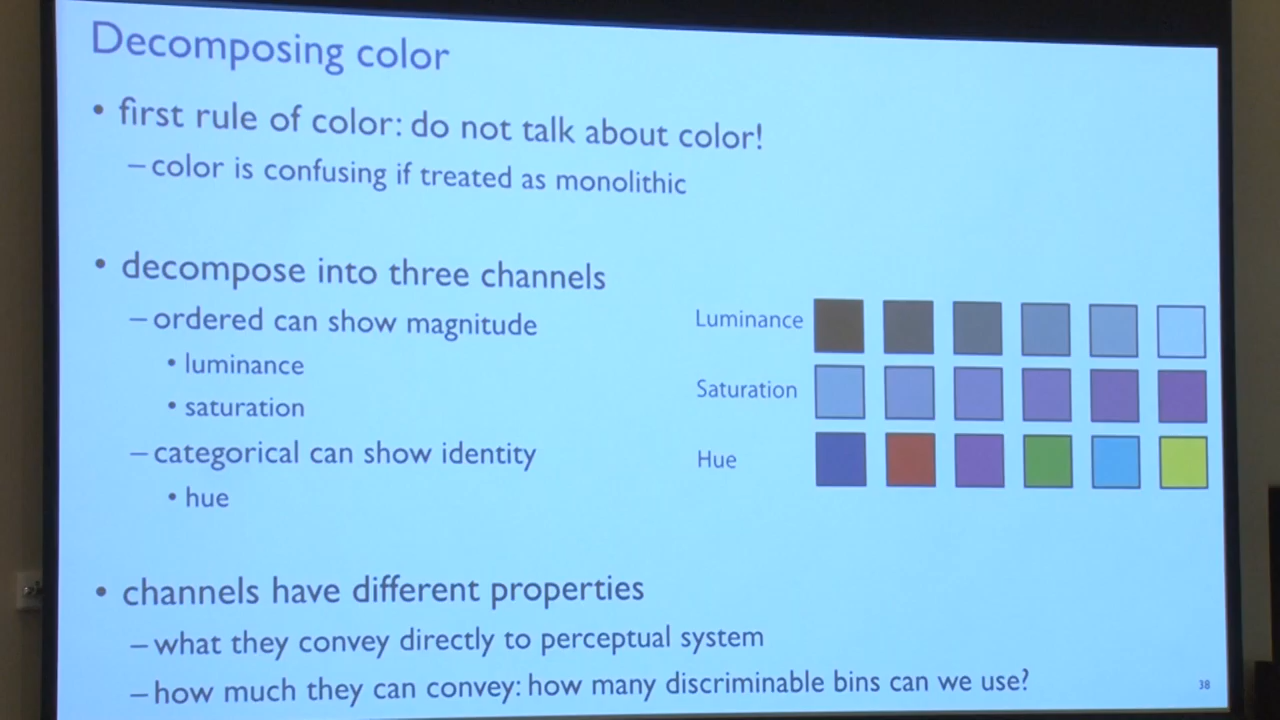 Decomposing color
• first rule of color: do not talk about color!
– color is confusing if treated as monolithic
• decompose into three channels
– ordered can show magnitude
• luminance
• saturation
– categorical can show identity
• hue
Luminance
Saturation
Hue
• channels have different properties
– what they convey directly to perceptual system
– how much they can convey: how many discriminable bins can we use?
38